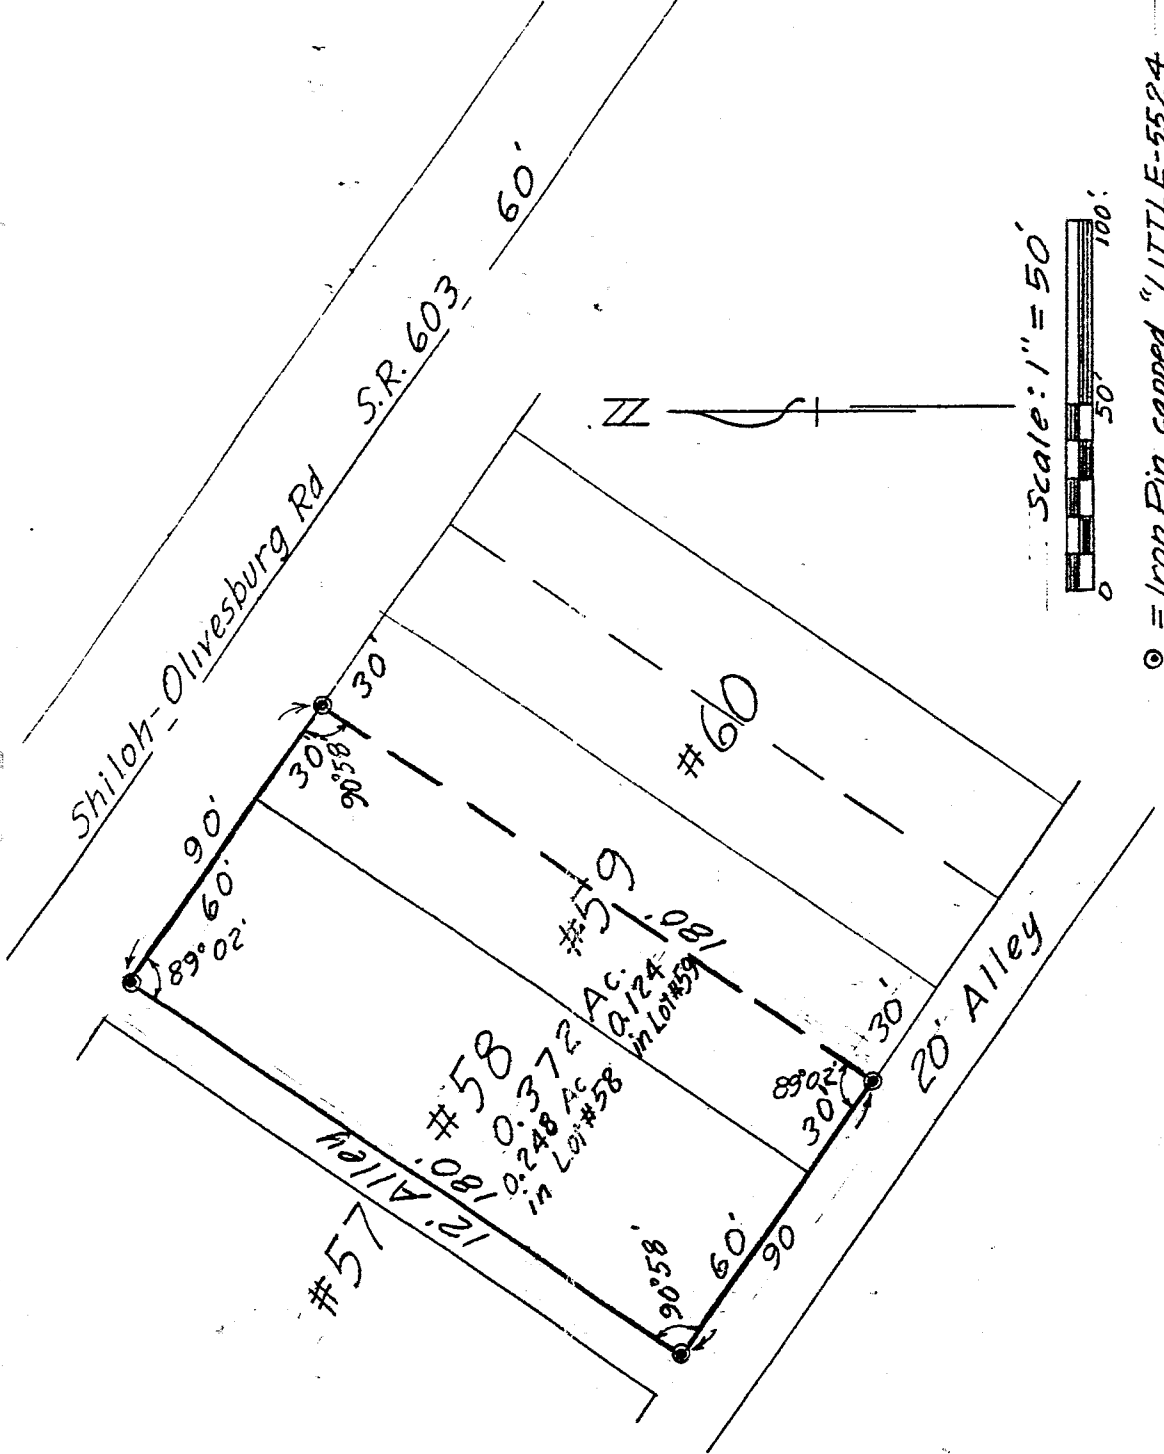 Shiloh-Olivesburg Rd S.R. 603 60'
90'
60'
30'
30'
89°02'
90°58'
#57
12' Alley
180'
#58
0.372 Ac.
0.248 Ac
in Lot #58
0.124
in Lot #59
#59
180'
#60
90°58'
60'
90
30'
89°02'
30'
20' Alley
N
Scale: 1" = 50'
0 50' 100'
= Iron Pin capped "LITTLE-5524